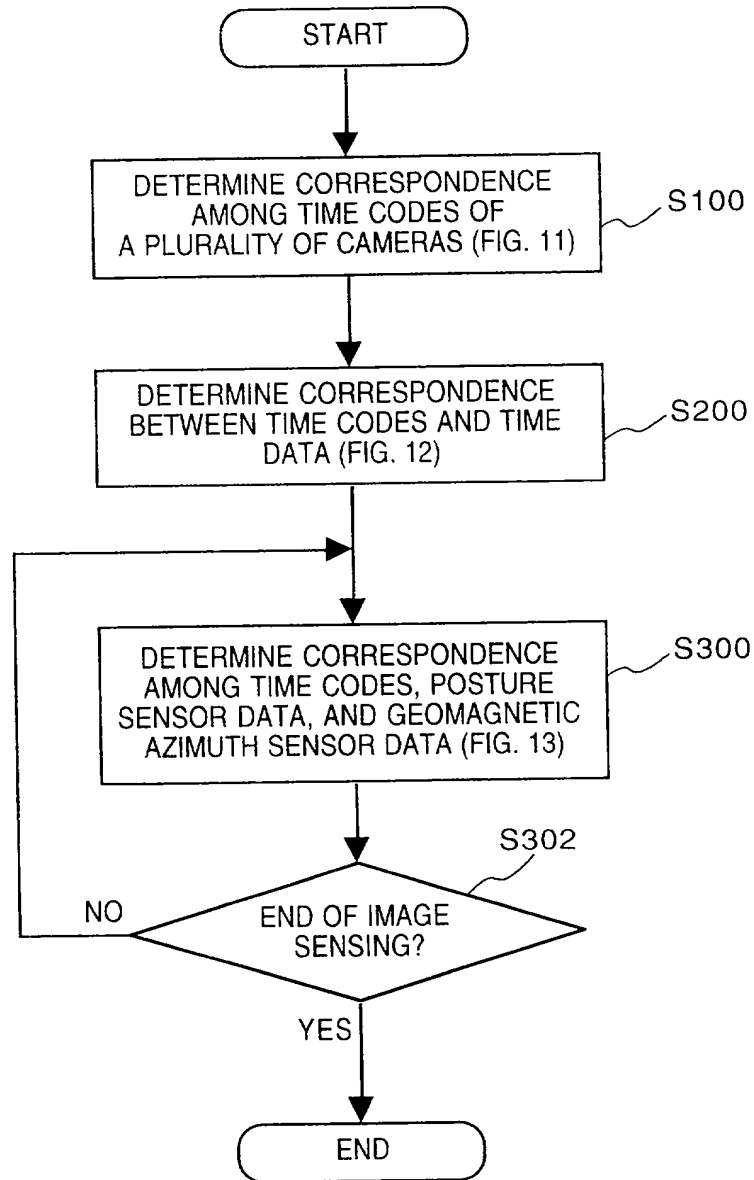 START
DETERMINE CORRESPONDENCE
AMONG TIME CODES OF
A PLURALITY OF CAMERAS (FIG. 11)
S100
DETERMINE CORRESPONDENCE
BETWEEN TIME CODES AND TIME
DATA (FIG. 12)
S200
DETERMINE CORRESPONDENCE
AMONG TIME CODES, POSTURE
SENSOR DATA, AND GEOMAGNETIC
AZIMUTH SENSOR DATA (FIG. 13)
S300
S302
NO
END OF IMAGE
SENSING?
YES
END